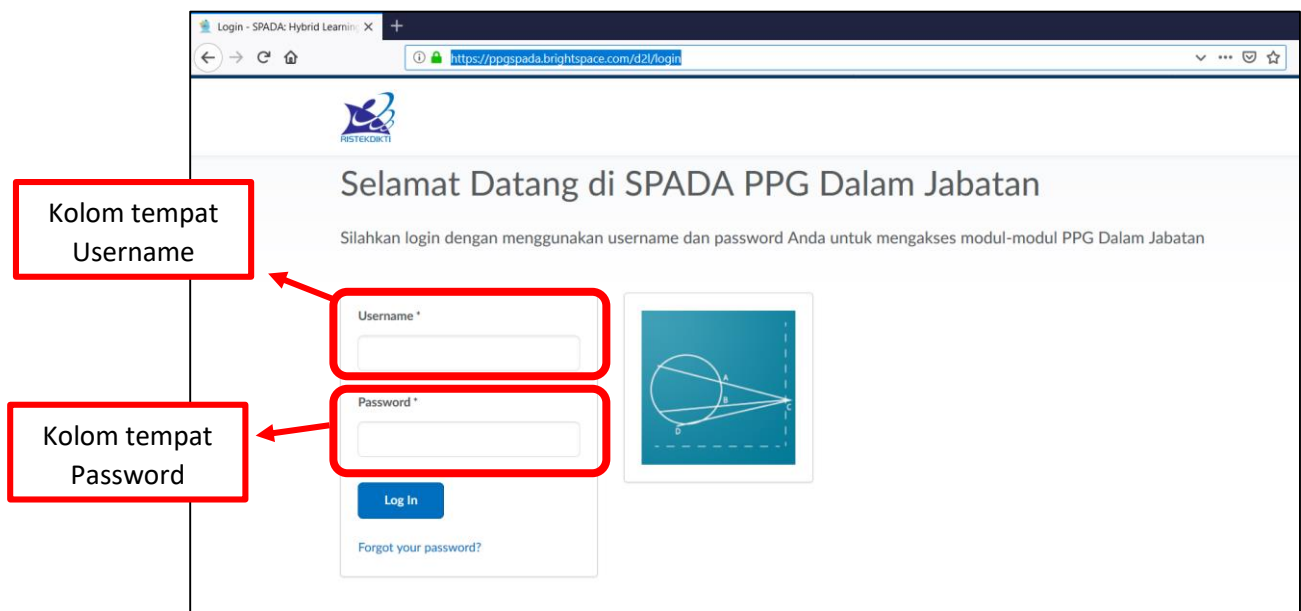 Login - SPADA: Hybrid Learnin
https://ppgspada.brightspace.com/d2l/login
RISTEKDIKTI
Selamat Datang di SPADA PPG Dalam Jabatan
Silahkan login dengan menggunakan username dan password Anda untuk mengakses modul-modul PPG Dalam Jabatan
Kolom tempat
Username
Username *
A
B
C
D
Kolom tempat
Password
Password *
Log In
Forgot your password?